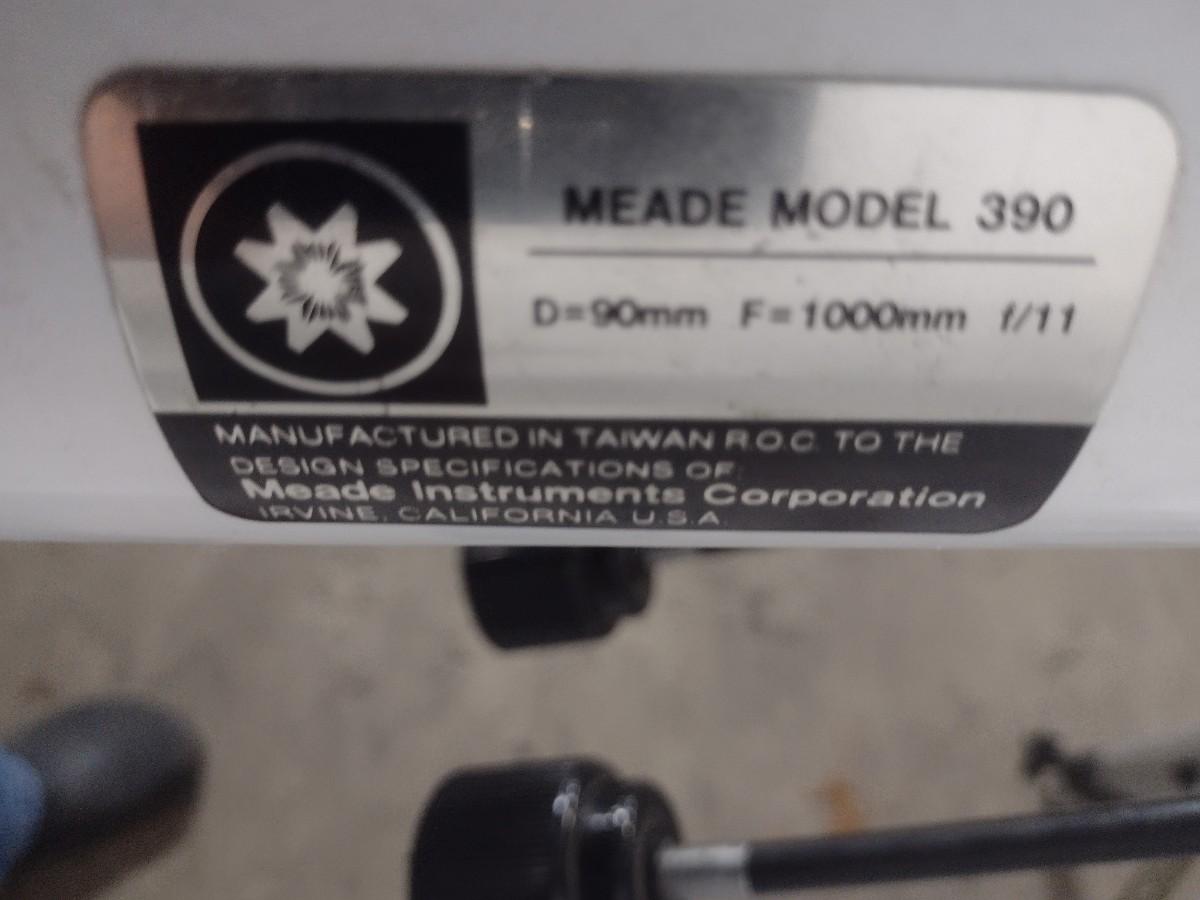 MEADE MODEL 390
D=90mm F=1000mm f/11
MANUFACTURED IN TAIWAN R.O.C. TO THE
DESIGN SPECIFICATIONS OF:
Meade Instruments Corporation
IRVINE, CALIFORNIA U.S.A.